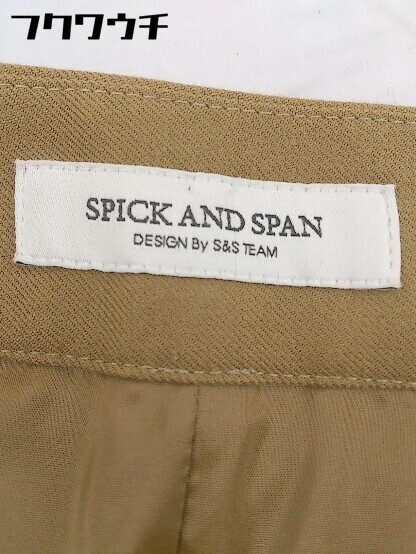 フクワウチ
SPICK AND SPAN
DESIGN By S&S TEAM